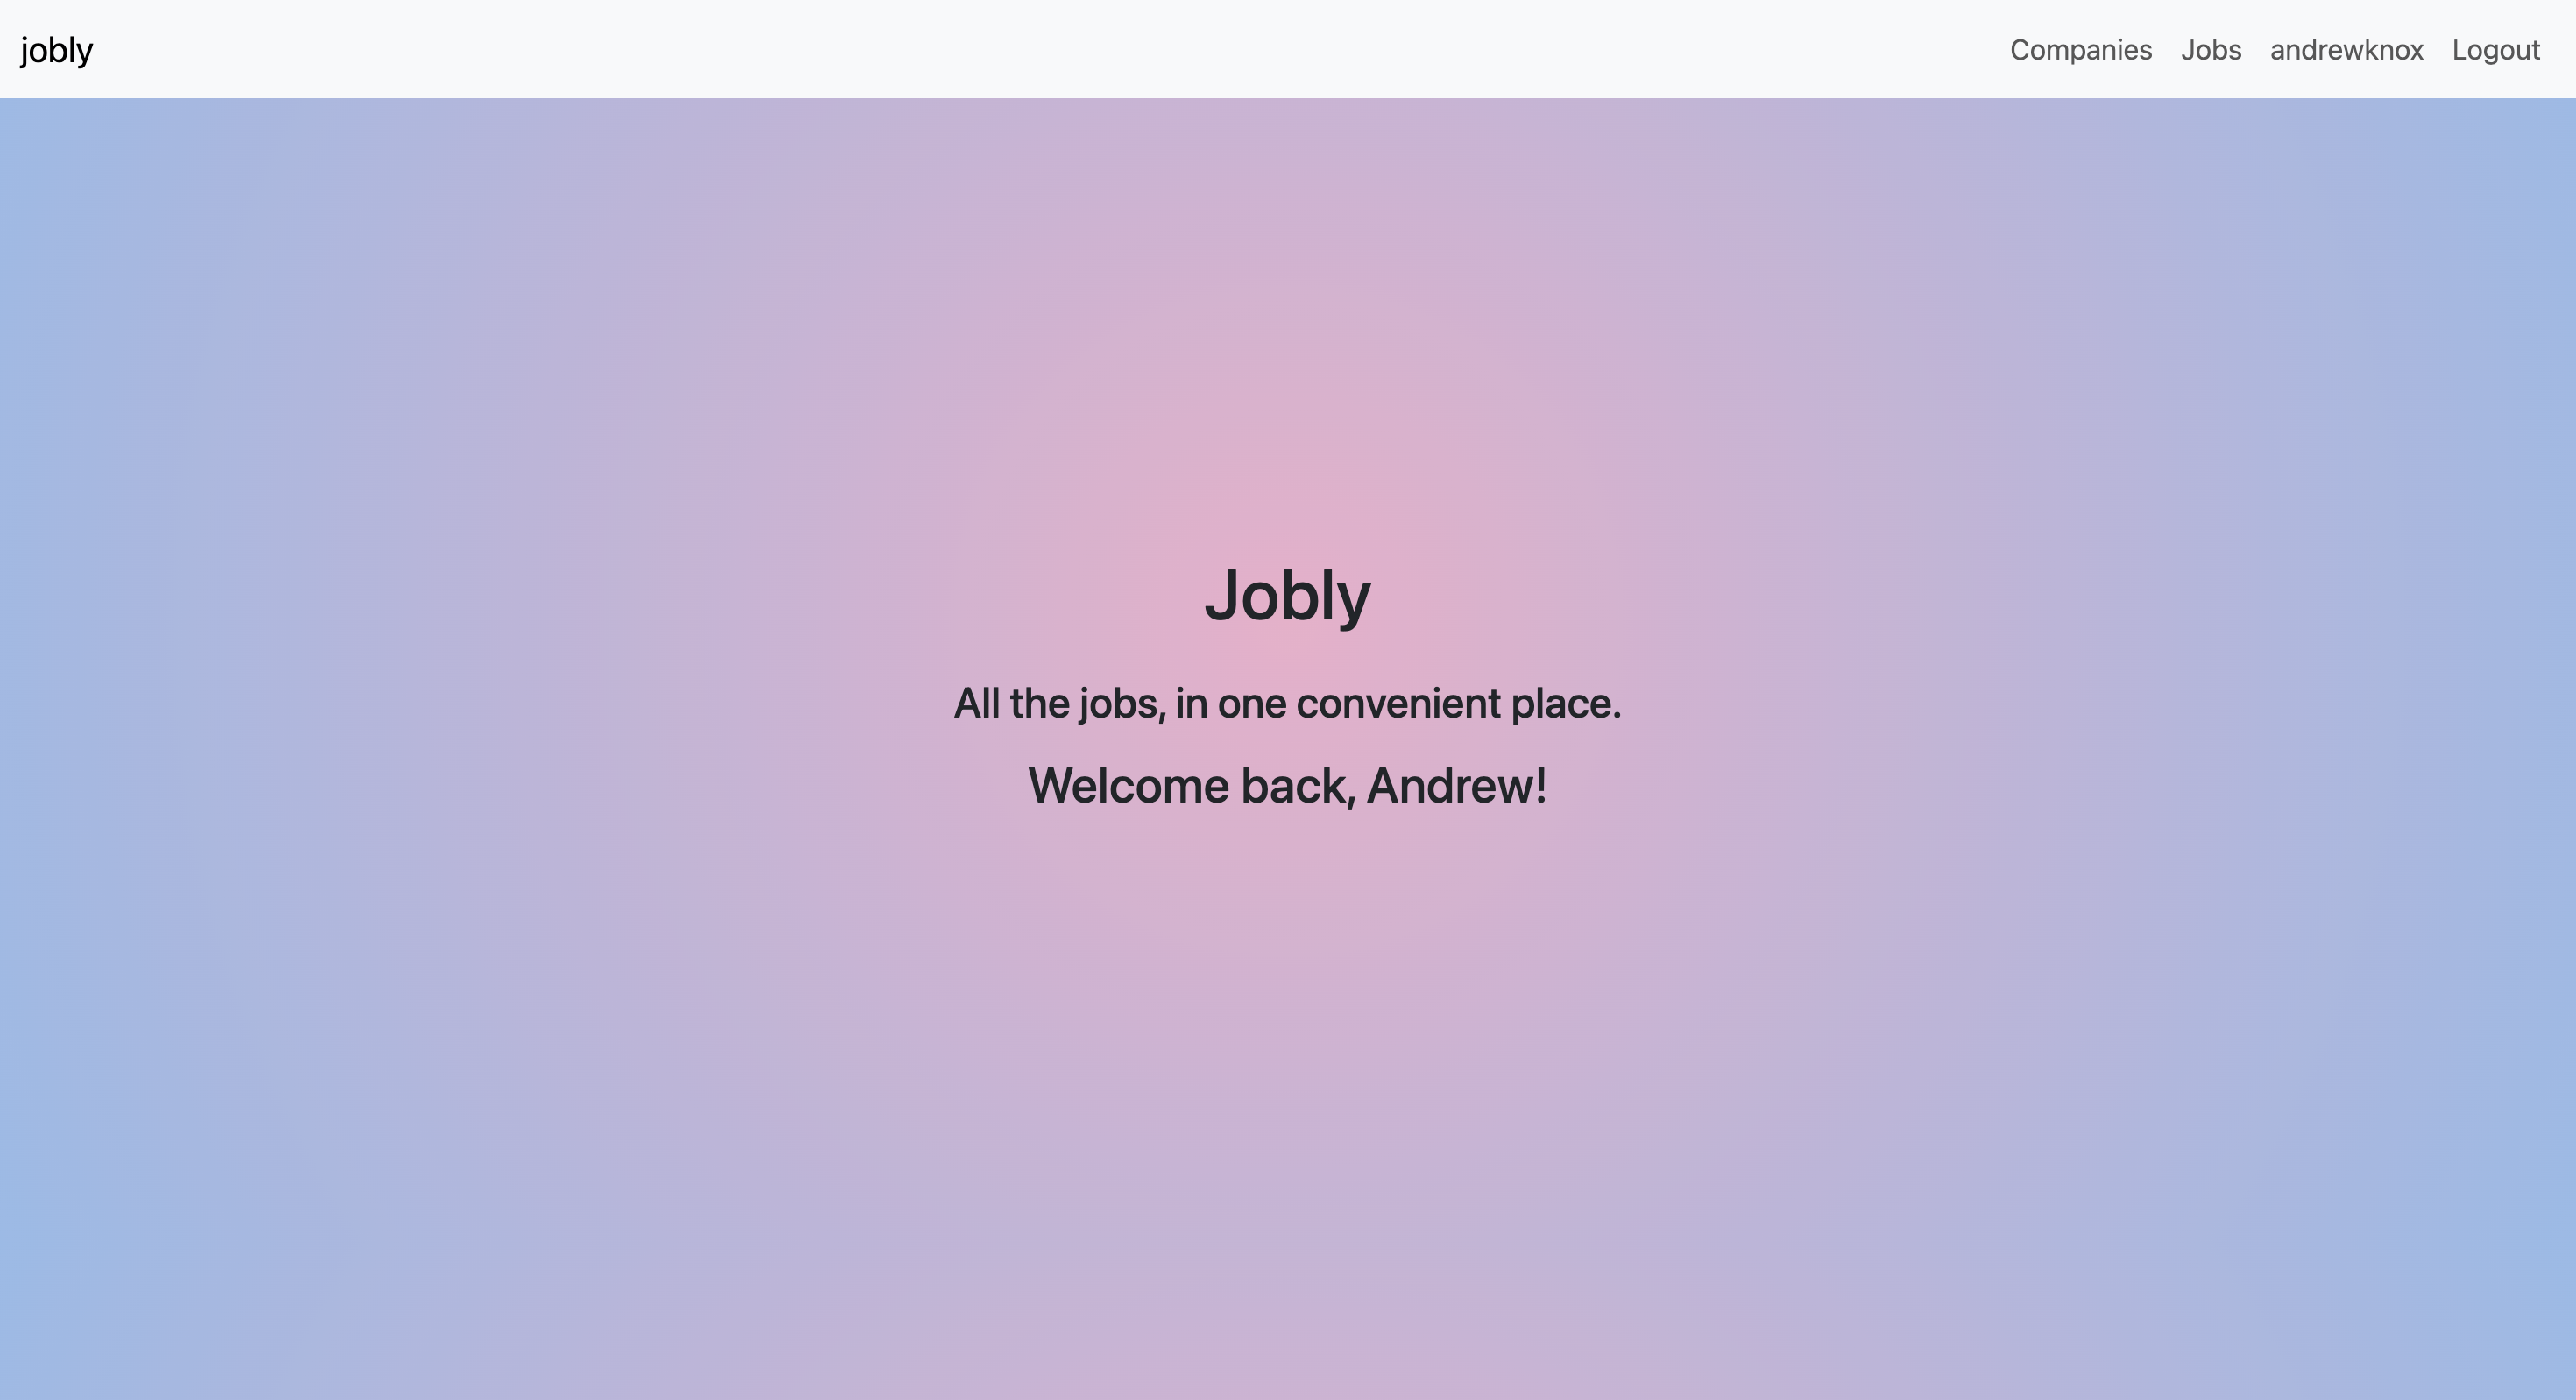 jobly Companies Jobs andrewknox Logout
Jobly
All the jobs, in one convenient place.
Welcome back, Andrew!